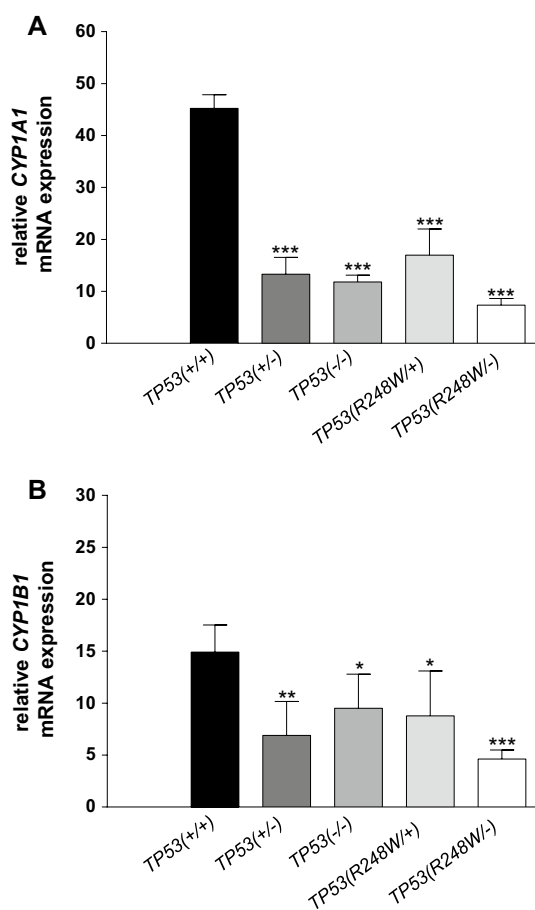 A
relative CYP1A1
mRNA expression
60
50
40
30
20
10
0
***
***
***
***
TP53(+/+)
TP53(+/-)
TP53(-/-)
TP53(R248W/+)
TP53(R248W/-)
B
relative CYP1B1
mRNA expression
30
25
20
15
10
5
0
**
*
*
***
TP53(+/+)
TP53(+/-)
TP53(-/-)
TP53(R248W/+)
TP53(R248W/-)